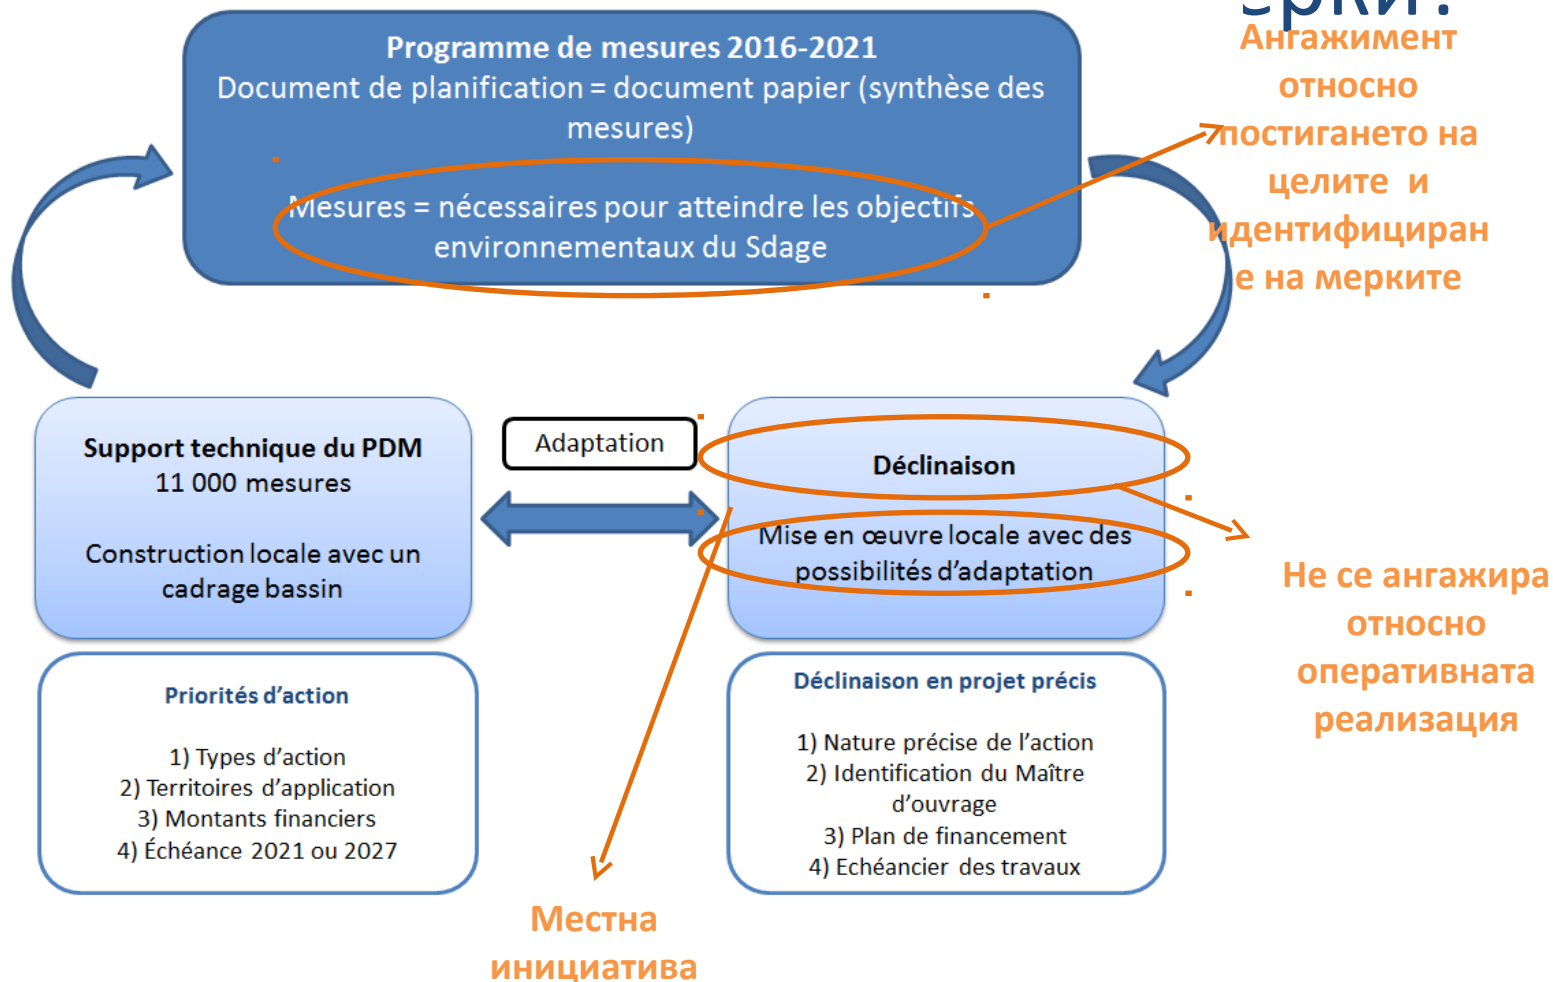 Programme de mesures 2016-2021
Document de planification = document papier (synthèse des
mesures)
Mesures = nécessaires pour atteindre les objectifs
environnementaux du Sdage
Ангажимент
относно
постигането на
целите и
идентифициран
е на мерките
Support technique du PDM
11 000 mesures
Construction locale avec un
cadrage bassin
Adaptation
Déclinaison
Mise en œuvre locale avec des
possibilités d'adaptation
Не се ангажира
относно
оперативната
реализация
Priorités d’action
1) Types d’action
2) Territoires d’application
3) Montants financiers
4) Échéance 2021 ou 2027
Déclinaison en projet précis
1) Nature précise de l’action
2) Identification du Maître
d’ouvrage
3) Plan de financement
4) Echéancier des travaux
Местна
инициатива